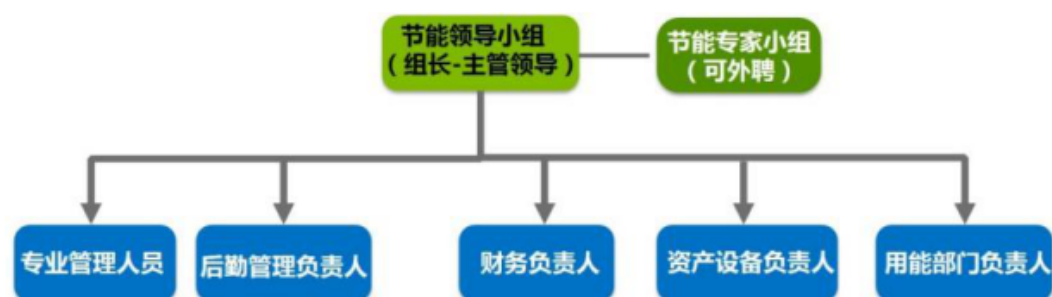 节能领导小组
（组长-主管领导）
节能专家小组
（可外聘）
专业管理人员
后勤管理负责人
财务负责人
资产设备负责人
用能部门负责人